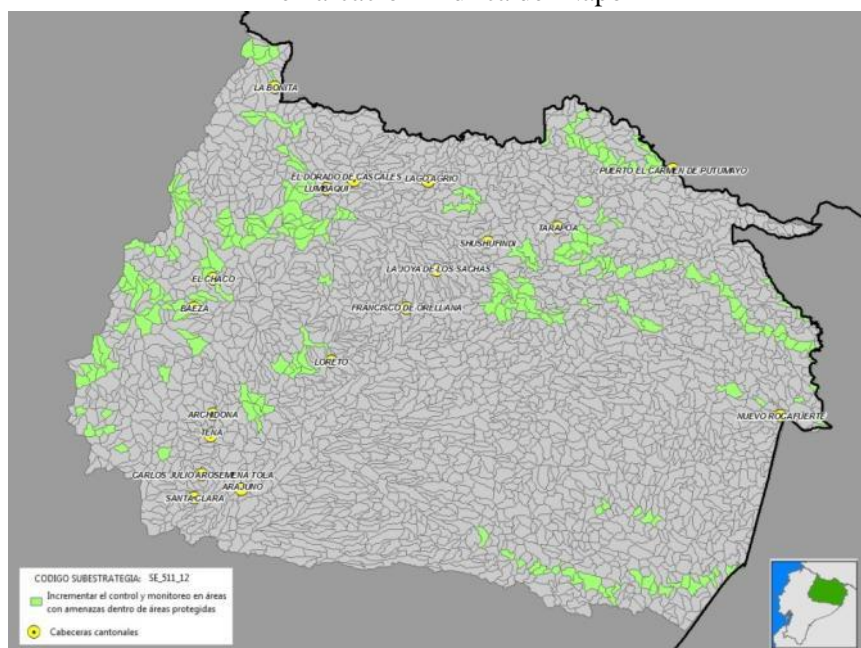 LA BONITA
PUERTO EL CARMEN DE PUTUMAYO
EL DORADO DE CASCALES
LAGO AGRIO
LUMBAQUI
TARAPOA
SHUSHUFINDI
LA JOYA DE LOS SACHAS
EL CHACO
BAEZA
FRANCISCO DE ORELLANA
LORETO
ARCHIDONA
NUEVO ROCAFUERTE
TENA
CARLOS JULIO AROSEMENA TOLA
ARAJUNO
SANTA CLARA
CODIGO SUBESTRATEGIA: SE_511_12
Incrementar el control y monitoreo en áreas
con amenazas dentro de áreas protegidas
Cabeceras cantonales